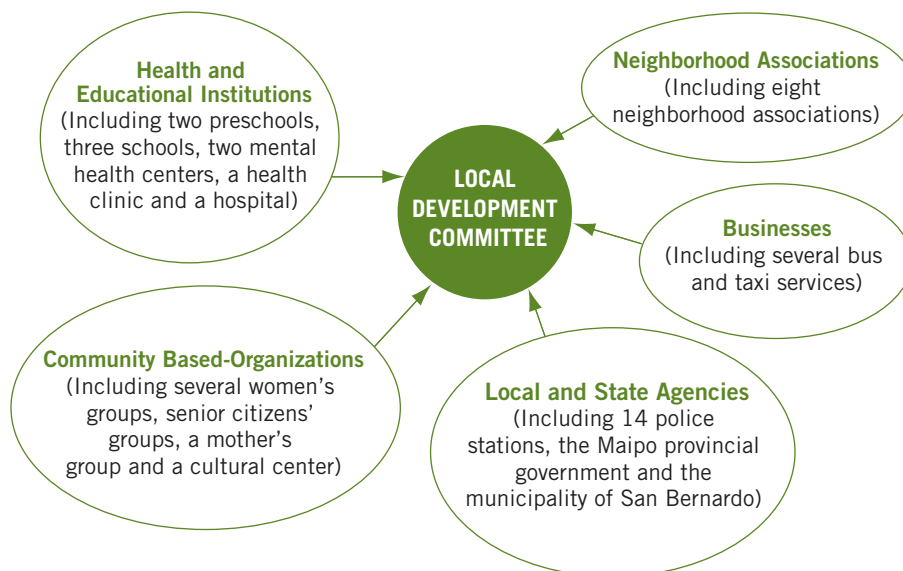 Health and
Educational Institutions
(Including two preschools,
three schools, two mental
health centers, a health
clinic and a hospital)
Neighborhood Associations
(Including eight
neighborhood associations)
LOCAL
DEVELOPMENT
COMMITTEE
Businesses
(Including several bus
and taxi services)
Community Based-Organizations
(Including several women's
groups, senior citizens'
groups, a mother's
group and a cultural center)
Local and State Agencies
(Including 14 police
stations, the Maipo provincial
government and the
municipality of San Bernardo)